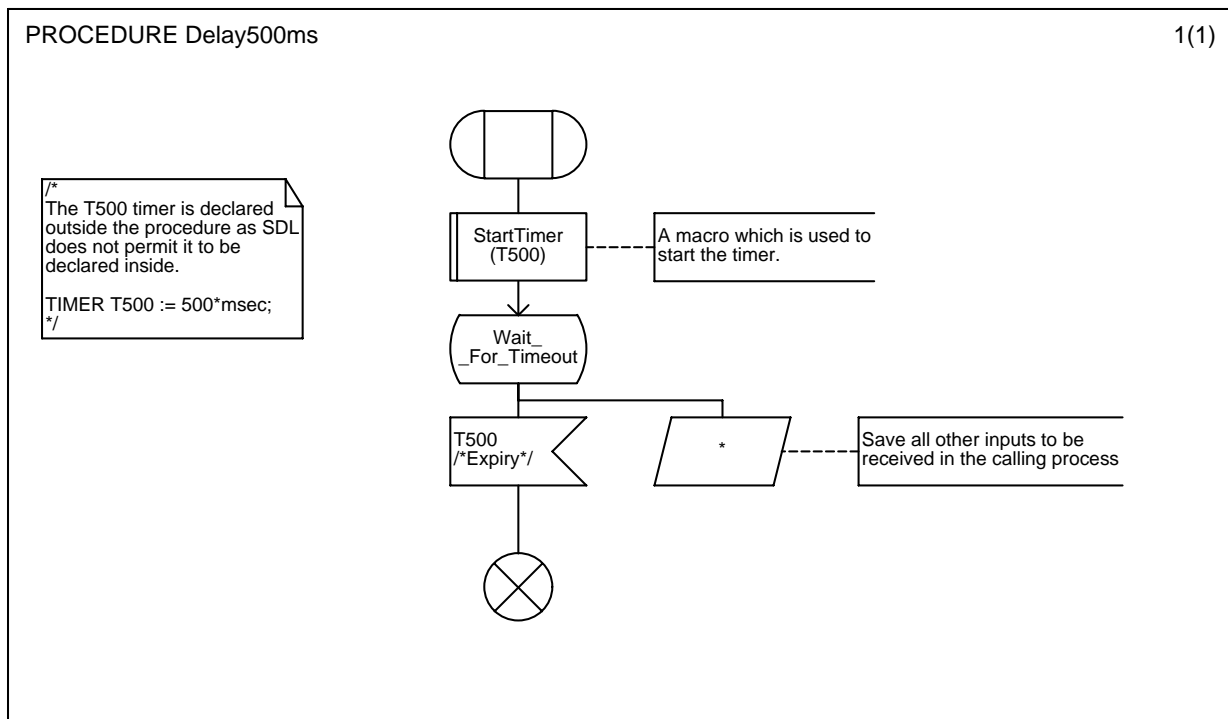 PROCEDURE Delay500ms
1(1)
/*
The T500 timer is declared
outside the procedure as SDL
does not permit it to be
declared inside.
TIMER T500 := 500*msec;
*/
StartTimer
(T500)
A macro which is used to
start the timer.
Wait_
_For_Timeout
T500
/*Expiry*/
*
Save all other inputs to be
received in the calling process